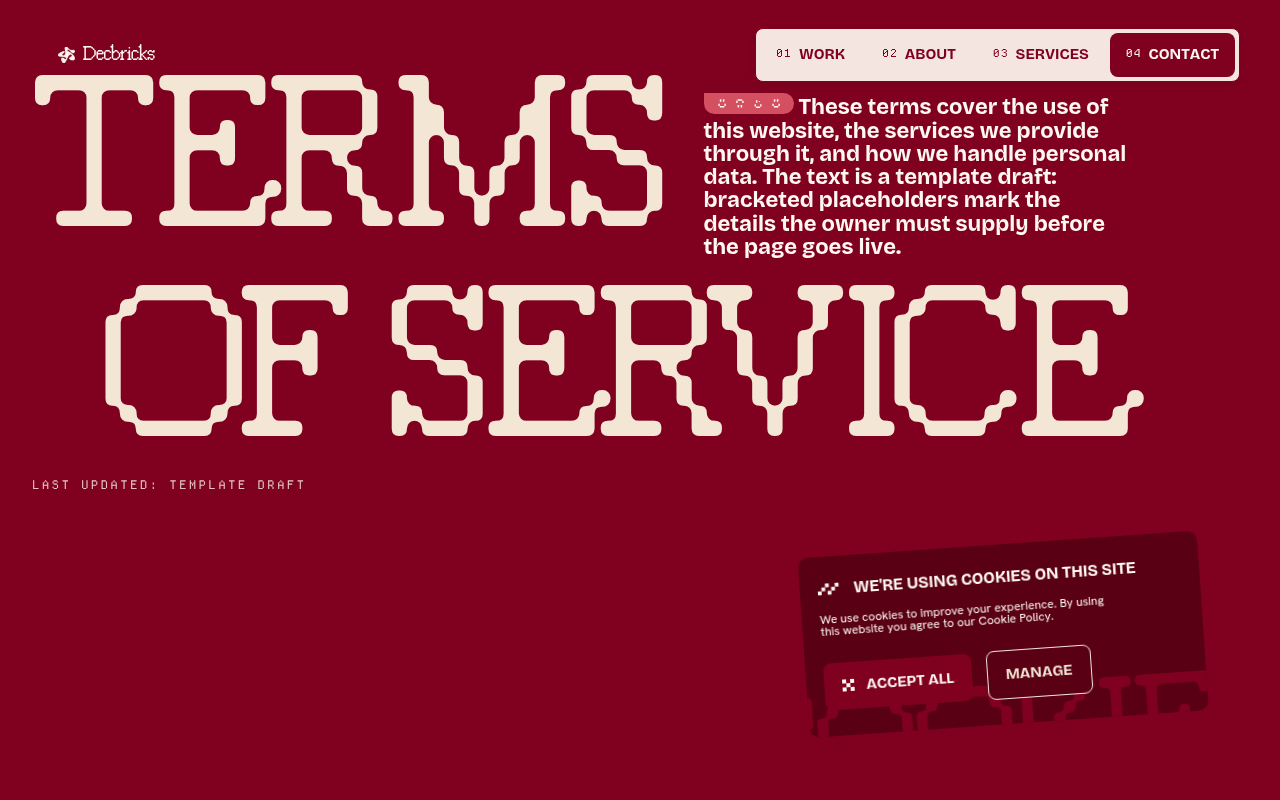 Decbricks
01 WORK 02 ABOUT 03 SERVICES 04 CONTACT
TERMS
OF SERVICE
These terms cover the use of
this website, the services we provide
through it, and how we handle personal
data. The text is a template draft:
bracketed placeholders mark the
details the owner must supply before
the page goes live.
LAST UPDATED: TEMPLATE DRAFT
WE'RE USING COOKIES ON THIS SITE
We use cookies to improve your experience. By using
this website you agree to our Cookie Policy.
ACCEPT ALL
MANAGE